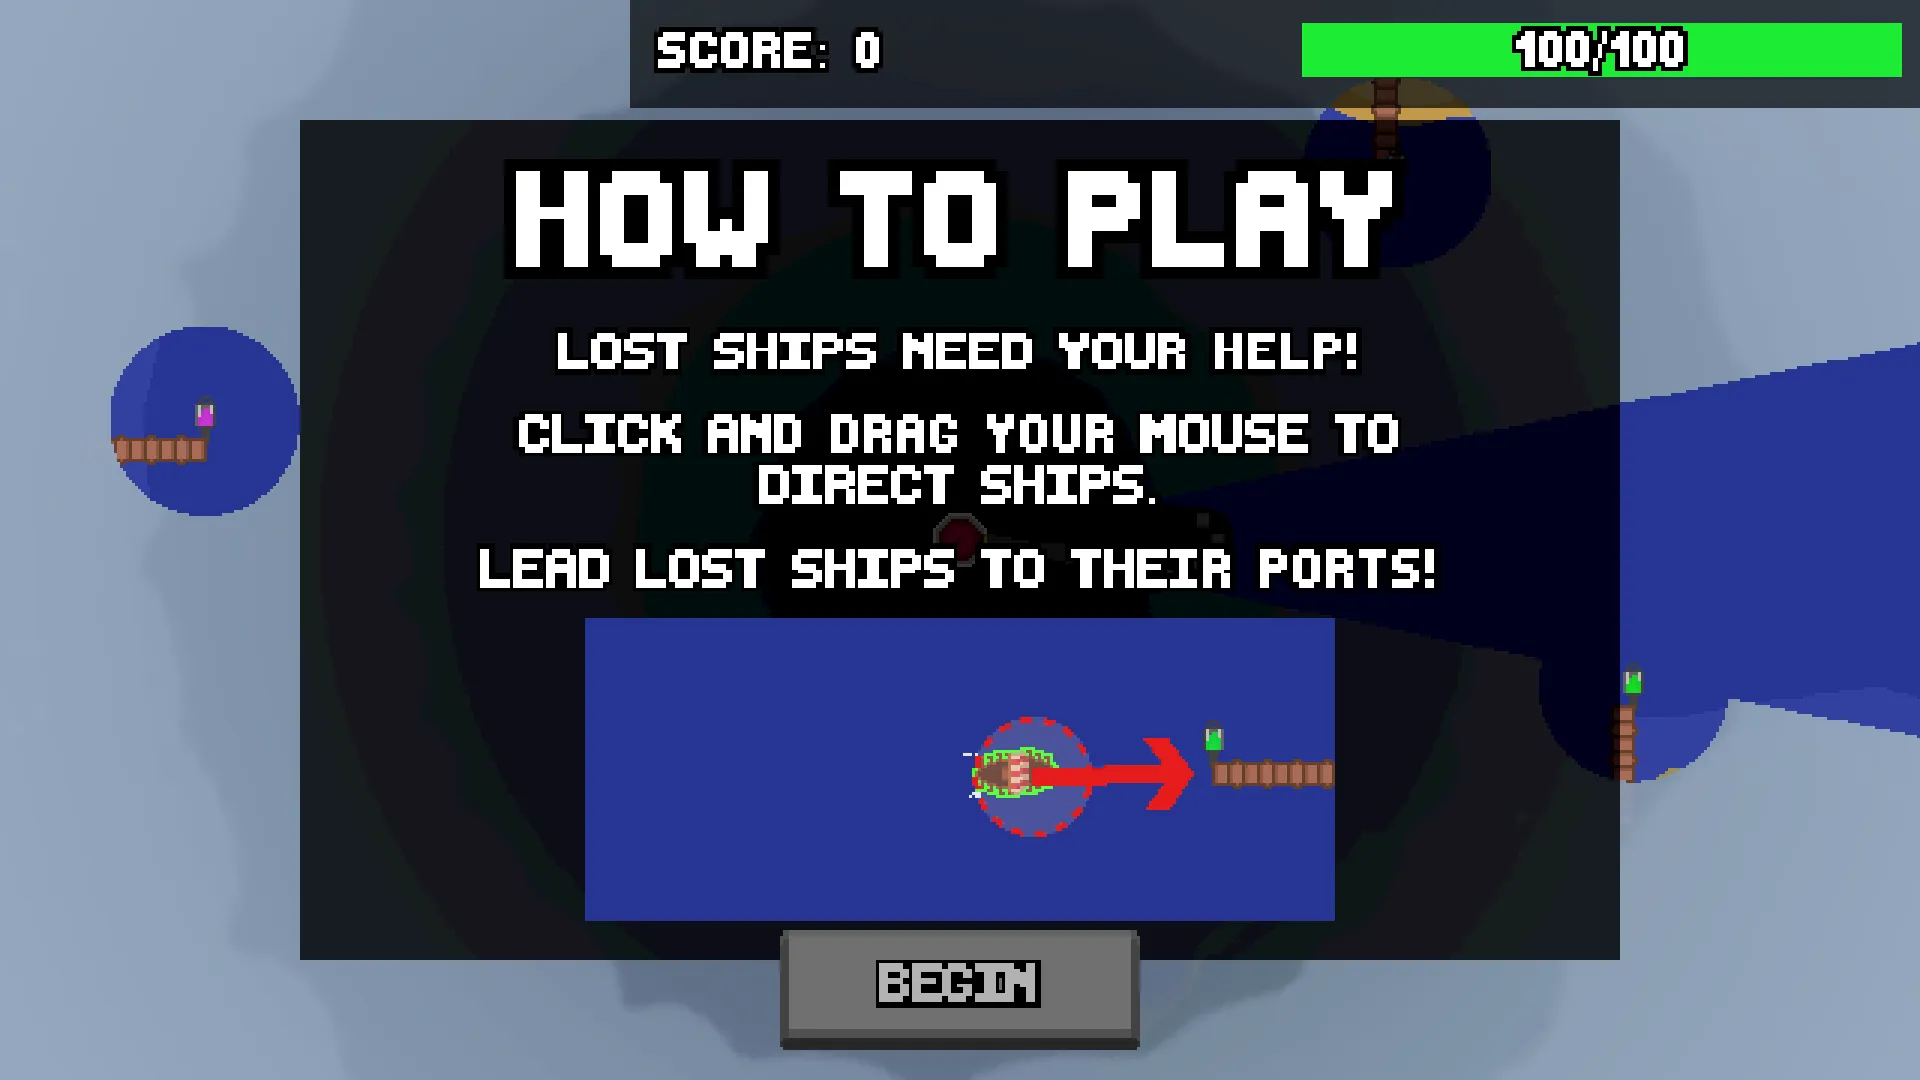 SCORE: 0
100/100
HOW TO PLAY
LOST SHIPS NEED YOUR HELP!
CLICK AND DRAG YOUR MOUSE TO
DIRECT SHIPS.
LEAD LOST SHIPS TO THEIR PORTS!
BEGIN